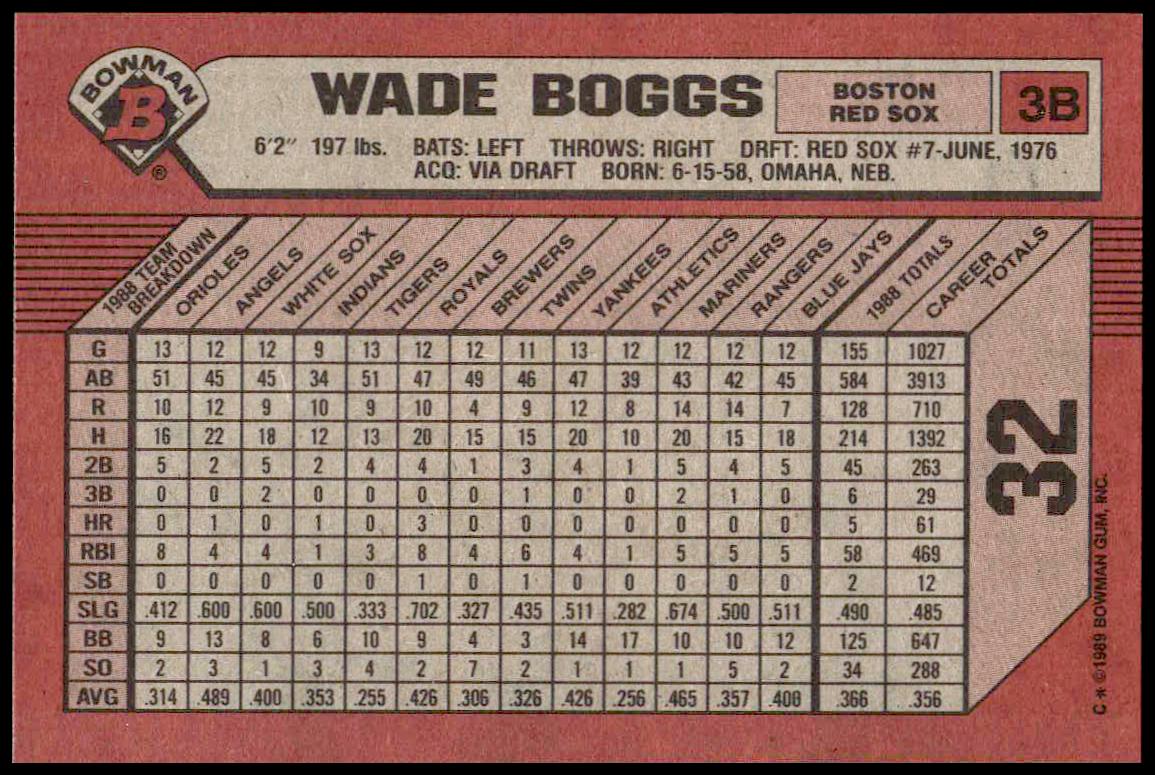 BOWMAN
B
®
WADE BOGGS
BOSTON
RED SOX
3B
6'2" 197 lbs. BATS: LEFT THROWS: RIGHT DRFT: RED SOX #7-JUNE, 1976
ACQ: VIA DRAFT BORN: 6-15-58, OMAHA, NEB.
1988 TEAM BREAKDOWN ORIOLES ANGELS WHITE SOX INDIANS TIGERS ROYALS BREWERS TWINS YANKEES ATHLETICS MARINERS RANGERS BLUE JAYS 1988 TOTALS CAREER TOTALS
G 13 12 12 9 13 12 12 11 13 12 12 12 12 155 1027
AB 51 45 45 34 51 47 49 46 47 39 43 42 45 584 3913
R 10 12 9 10 9 10 4 9 12 8 14 14 7 128 710
H 16 22 18 12 13 20 15 15 20 10 20 15 18 214 1392
2B 5 2 5 2 4 4 1 3 4 1 5 4 5 45 263
3B 0 0 2 0 0 0 0 1 0 0 2 1 0 6 29
HR 0 1 0 1 0 3 0 0 0 0 0 0 0 5 61
RBI 8 4 4 1 3 8 4 6 4 1 5 5 5 58 469
SB 0 0 0 0 0 1 0 1 0 0 0 0 0 2 12
SLG .412 .600 .600 .500 .333 .702 .327 .435 .511 .282 .674 .500 .511 .490 .485
BB 9 13 8 6 10 9 4 3 14 17 10 10 12 125 647
SO 2 3 1 3 4 2 7 2 1 1 1 5 2 34 288
AVG .314 .489 .400 .353 .255 .426 .306 .326 .426 .256 .465 .357 .400 .366 .356
32
C * ©1989 BOWMAN GUM, INC.